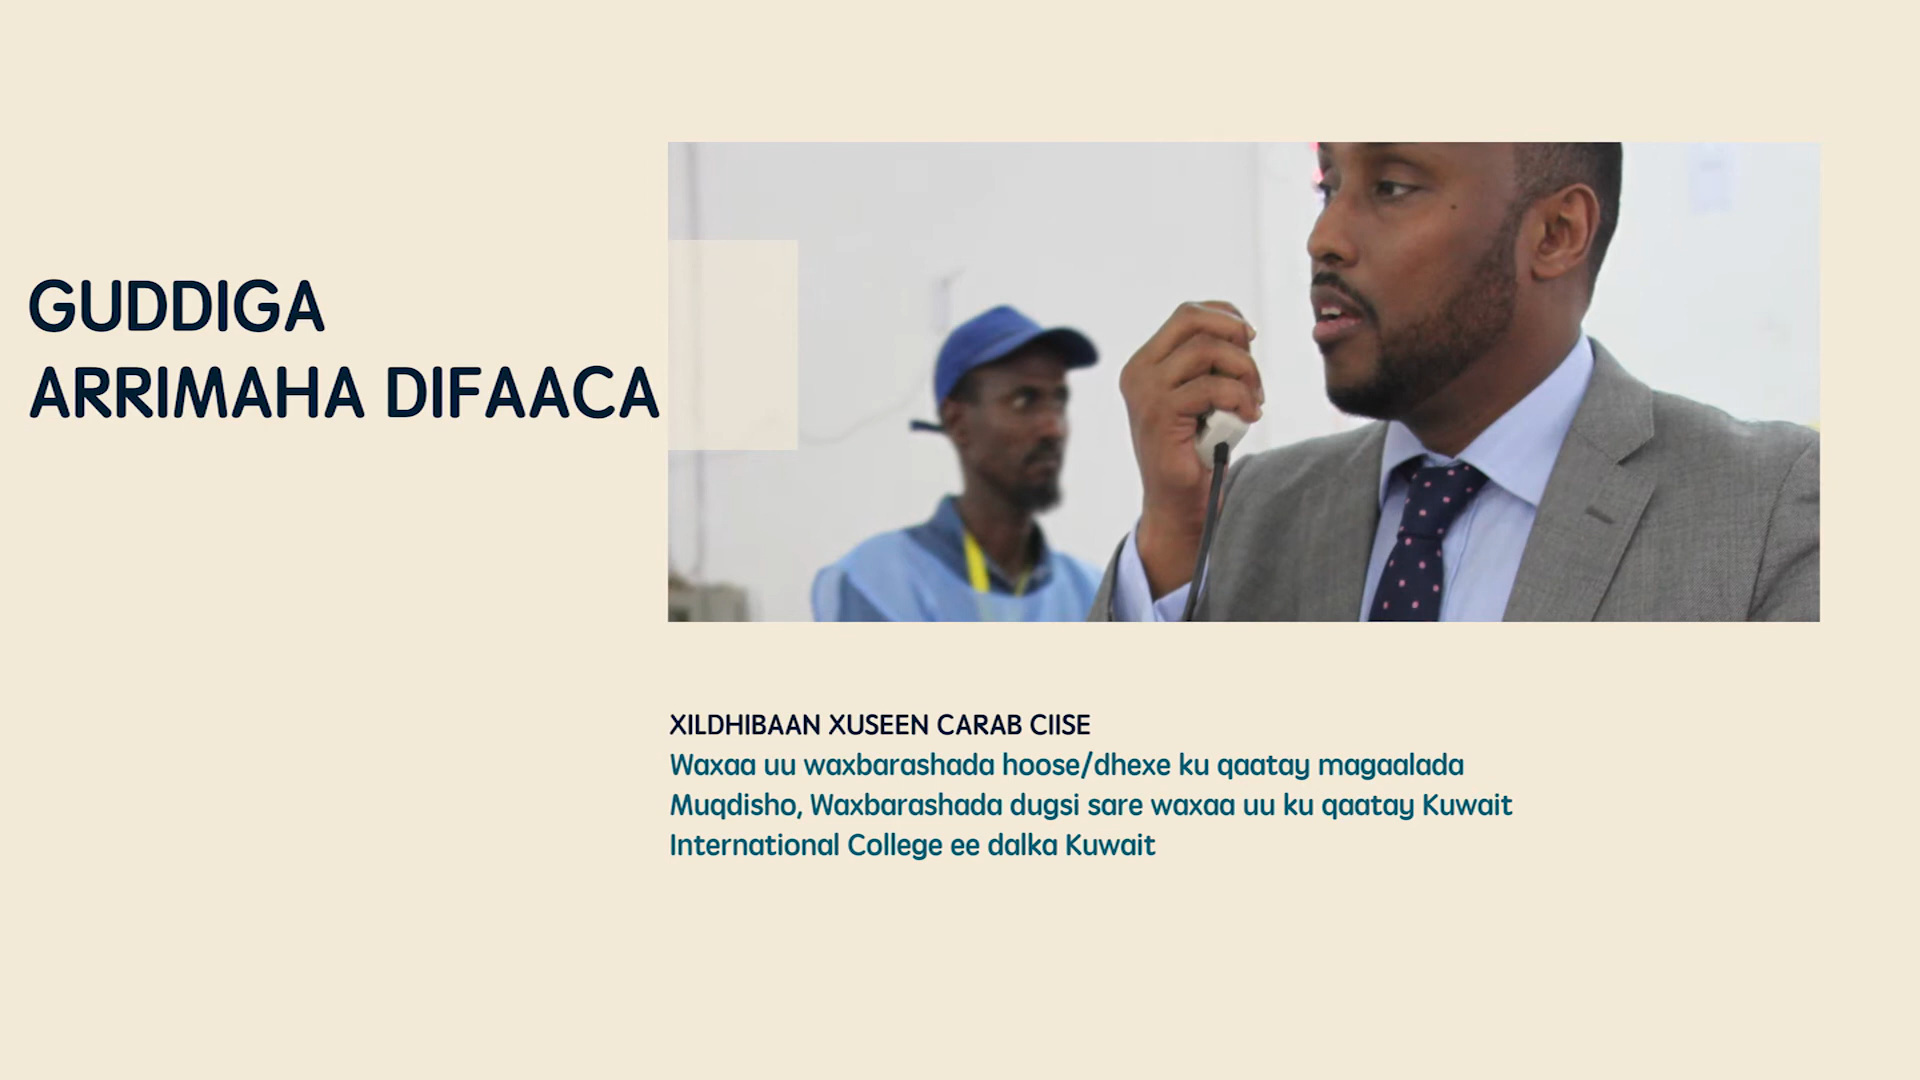 GUDDIGA
ARRIMAHA DIFAACA
XILDHIBAAN XUSEEN CARAB CIISE
Waxaa uu waxbarashada hoose/dhexe ku qaatay magaalada
Muqdisho, Waxbarashada dugsi sare waxaa uu ku qaatay Kuwait
International College ee dalka Kuwait